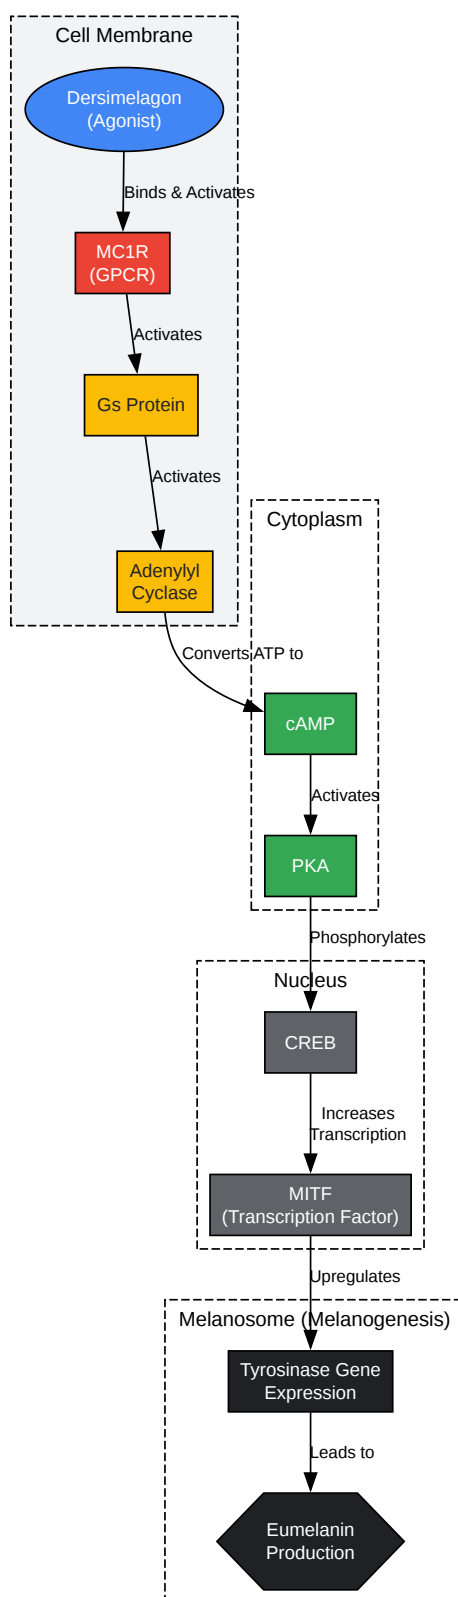 Cell Membrane
Dersimelagon
(Agonist)
Binds & Activates
MC1R
(GPCR)
Activates
Gs Protein
Activates
Adenylyl
Cyclase
Cytoplasm
Converts ATP to
cAMP
Activates
PKA
Phosphorylates
Nucleus
CREB
Increases
Transcription
MITF
(Transcription Factor)
Upregulates
Melanosome (Melanogenesis)
Tyrosinase Gene
Expression
Leads to
Eumelanin
Production